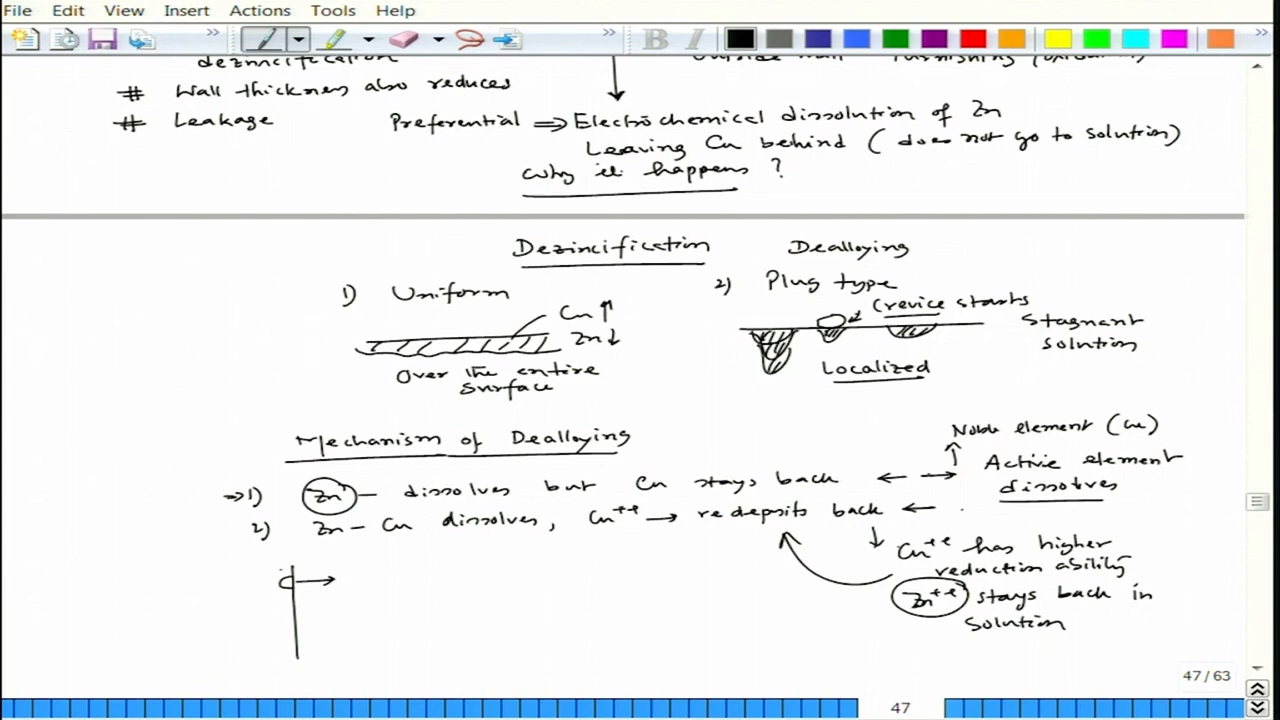 File Edit View Insert Actions Tools Help
dezincification
# Wall thickness also reduces
# Leakage
Preferential ⇒ Electrochemical dissolution of Zn
Leaving Cu behind (does not go to solution)
Why it happens ?
Dezincification Dealloying
1) Uniform
Cu↑
Zn↓
Over the entire
surface
2) Plug type
Crevice starts
Stagnant
solution
Localized
Mechanism of Dealloying
⇒1) Zn – dissolves but Cu stays back ← → Active element
dissolves
↑ Noble element (Cu)
2) Zn – Cu dissolves, Cu++ → redeposits back ←
↓ Cu++ has higher
reduction ability
Zn++ stays back in
solution
47/63
47